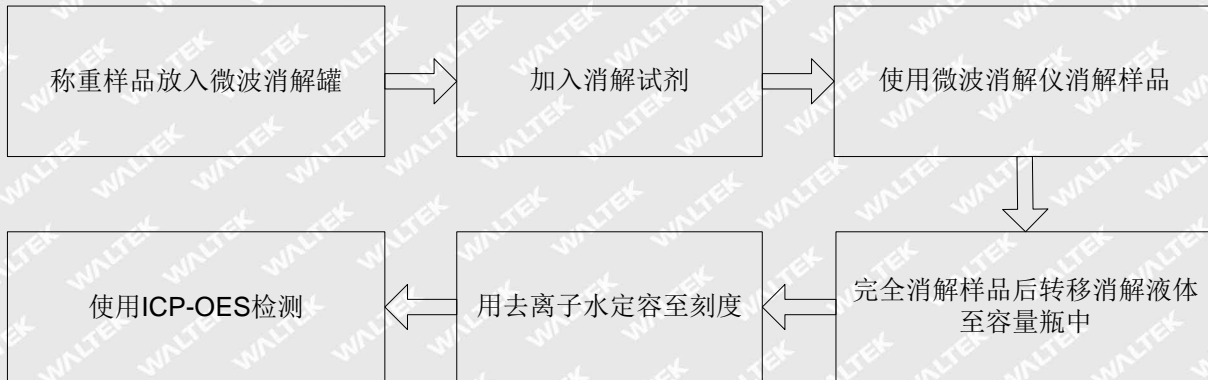 称重样品放入微波消解罐
加入消解试剂
使用微波消解仪消解样品
完全消解样品后转移消解液体
至容量瓶中
用去离子水定容至刻度
使用ICP-OES检测
WALTEK